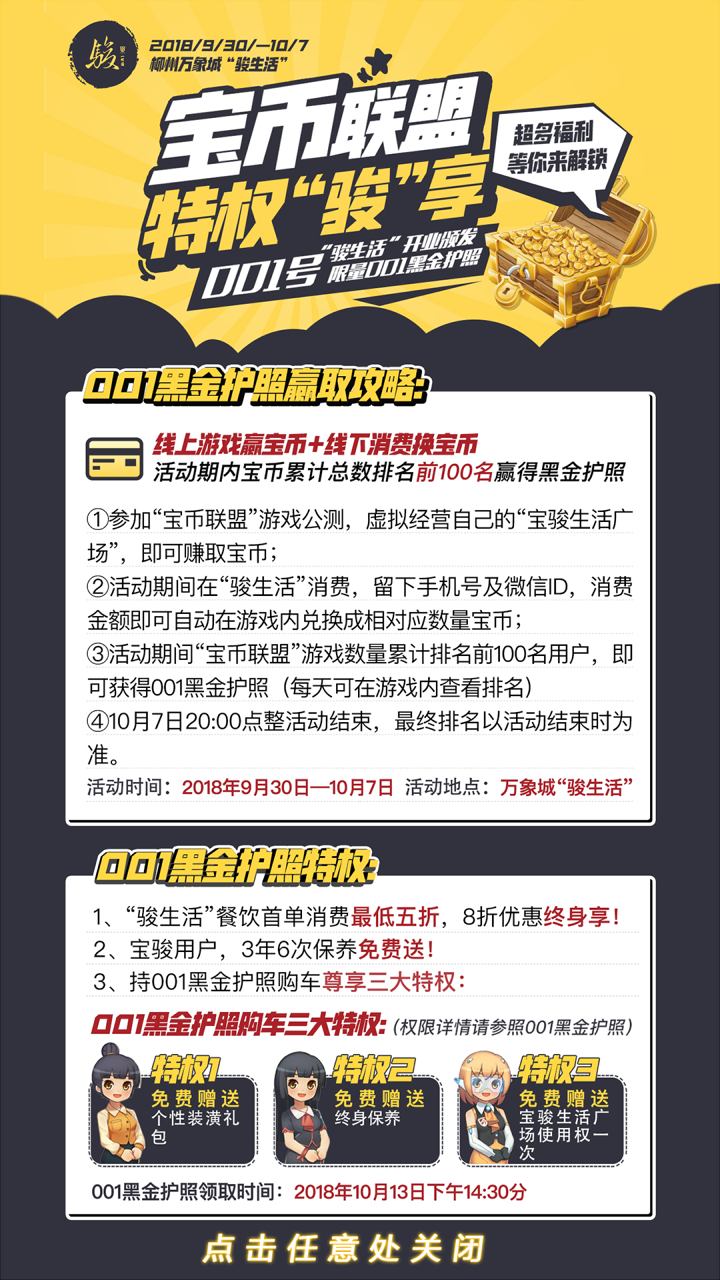 骏
2018/9/30/—10/7
柳州万象城“骏生活”
宝币联盟
特权“骏”享
超多福利
等你来解锁
001号
“骏生活“开业颁发
限量001黑金护照
001黑金护照赢取攻略:
线上游戏赢宝币+线下消费换宝币
活动期内宝币累计总数排名前100名赢得黑金护照
①参加“宝币联盟”游戏公测，虚拟经营自己的“宝骏生活广
场”，即可赚取宝币；
②活动期间在“骏生活”消费，留下手机号及微信ID，消费
金额即可自动在游戏内兑换成相对应数量宝币；
③活动期间“宝币联盟”游戏数量累计排名前100名用户，即
可获得001黑金护照（每天可在游戏内查看排名）
④10月7日20:00点整活动结束，最终排名以活动结束时为
准。
活动时间：2018年9月30日—10月7日 活动地点：万象城“骏生活”
001黑金护照特权:
1、“骏生活”餐饮首单消费最低五折，8折优惠终身享！
2、宝骏用户，3年6次保养免费送！
3、持001黑金护照购车尊享三大特权：
001黑金护照购车三大特权:（权限详情请参照001黑金护照）
特权1
免费赠送
个性装潢礼
包
特权2
免费赠送
终身保养
特权3
免费赠送
宝骏生活广
场使用权一
次
001黑金护照领取时间：2018年10月13日下午14:30分
点击任意处关闭